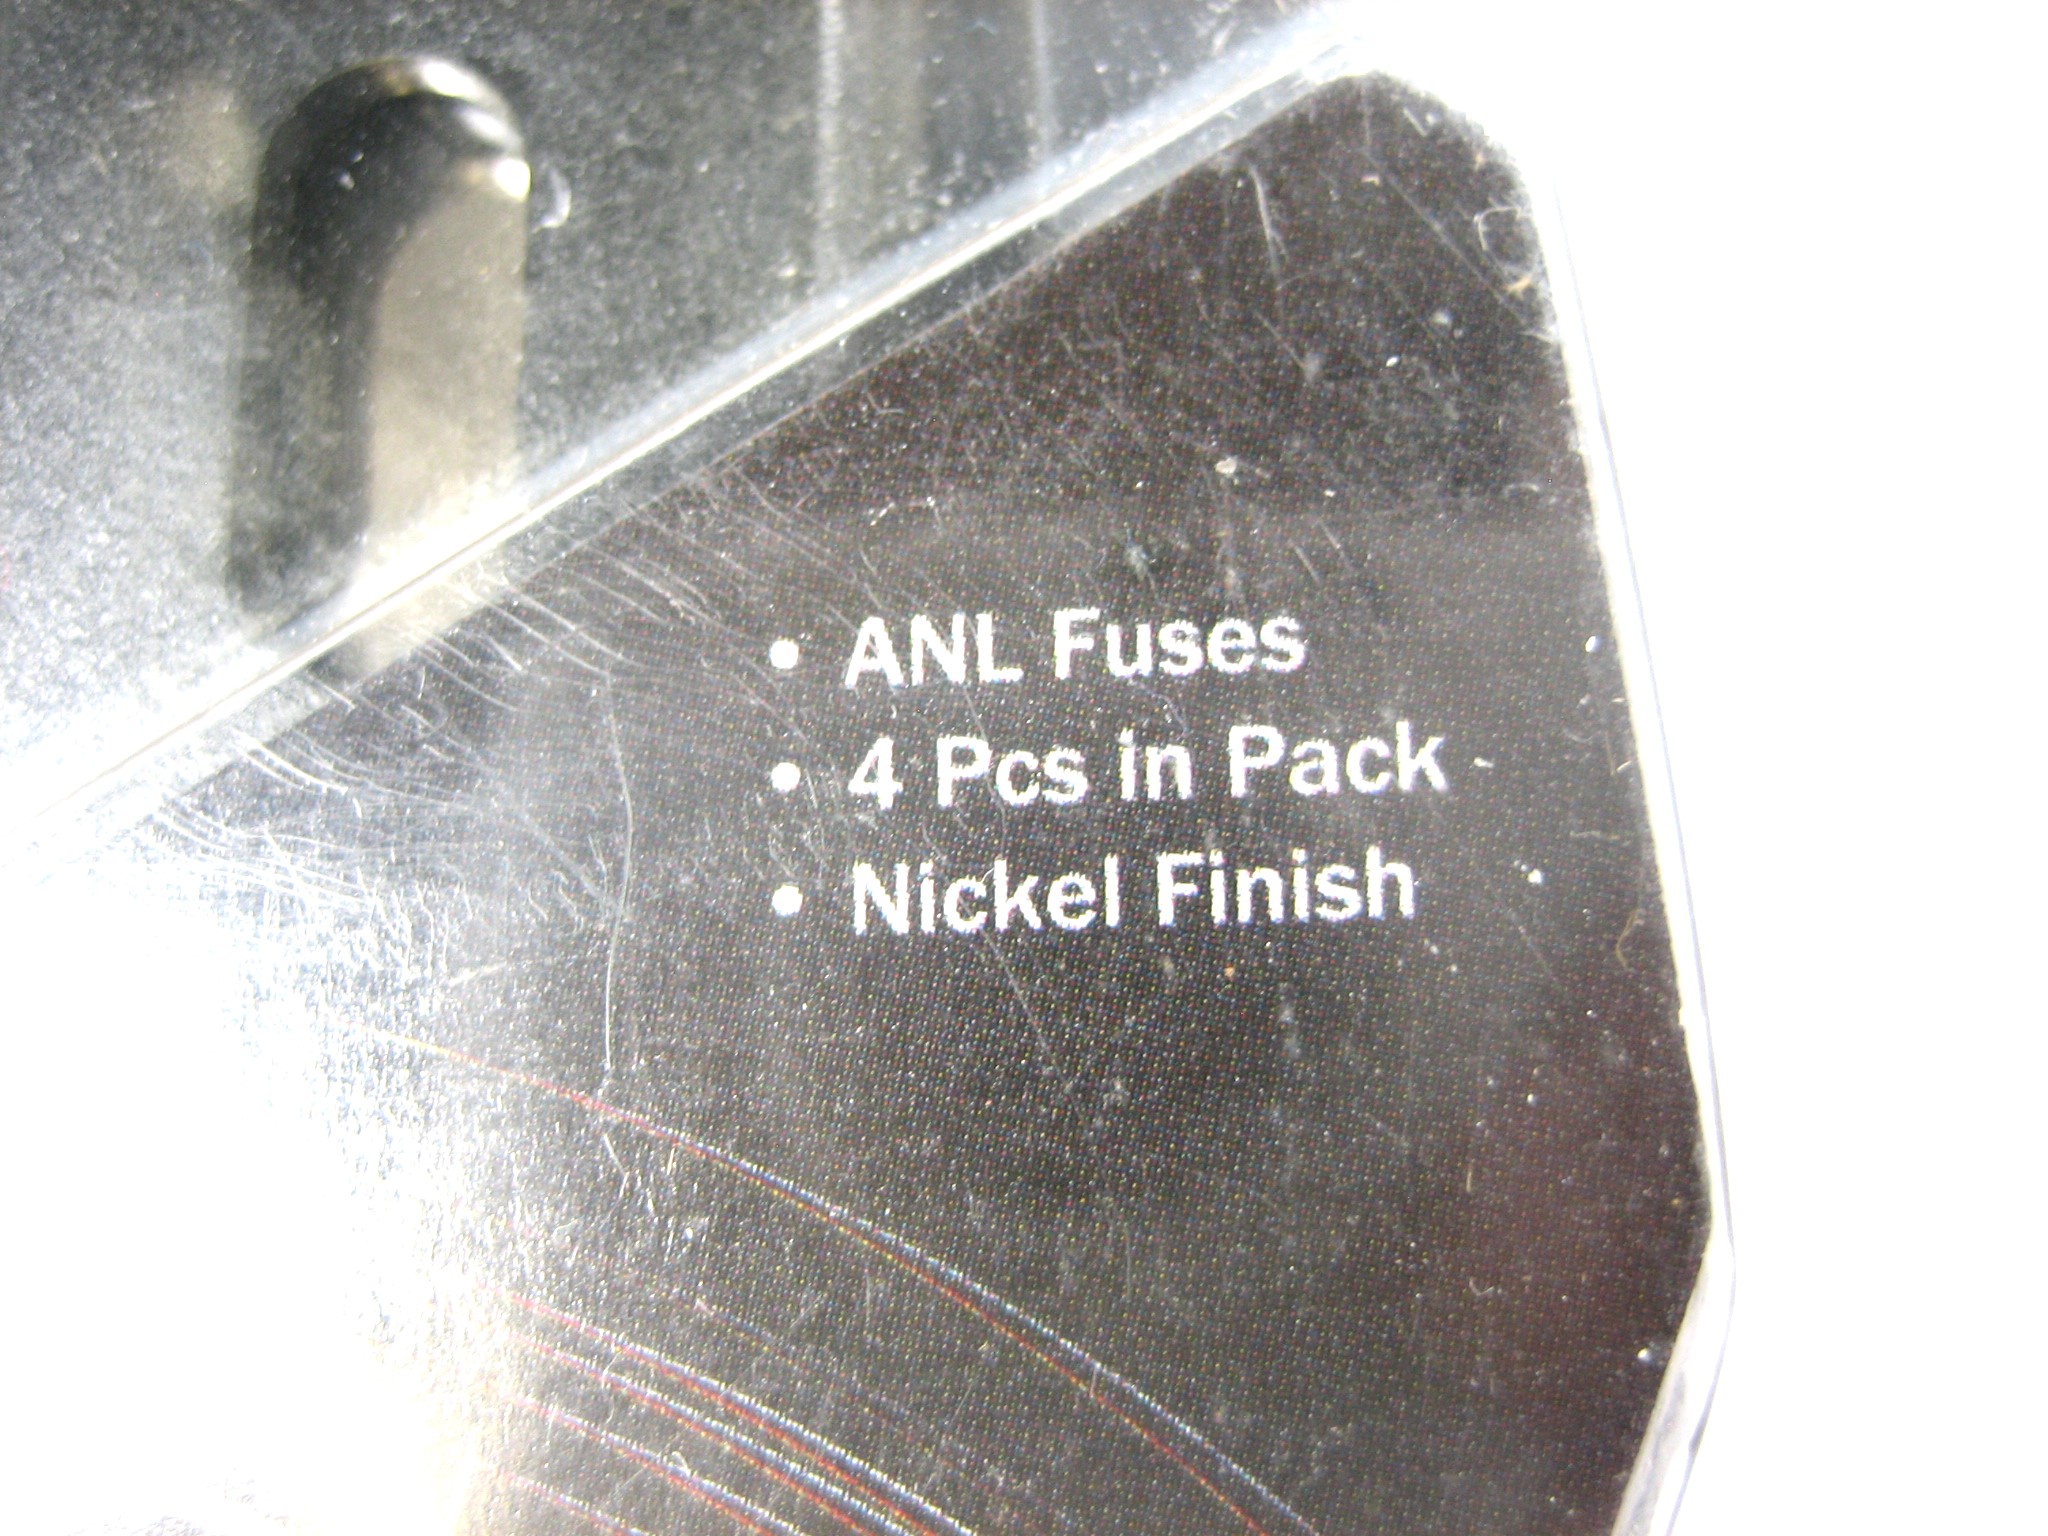 • ANL Fuses
• 4 Pcs in Pack
• Nickel Finish